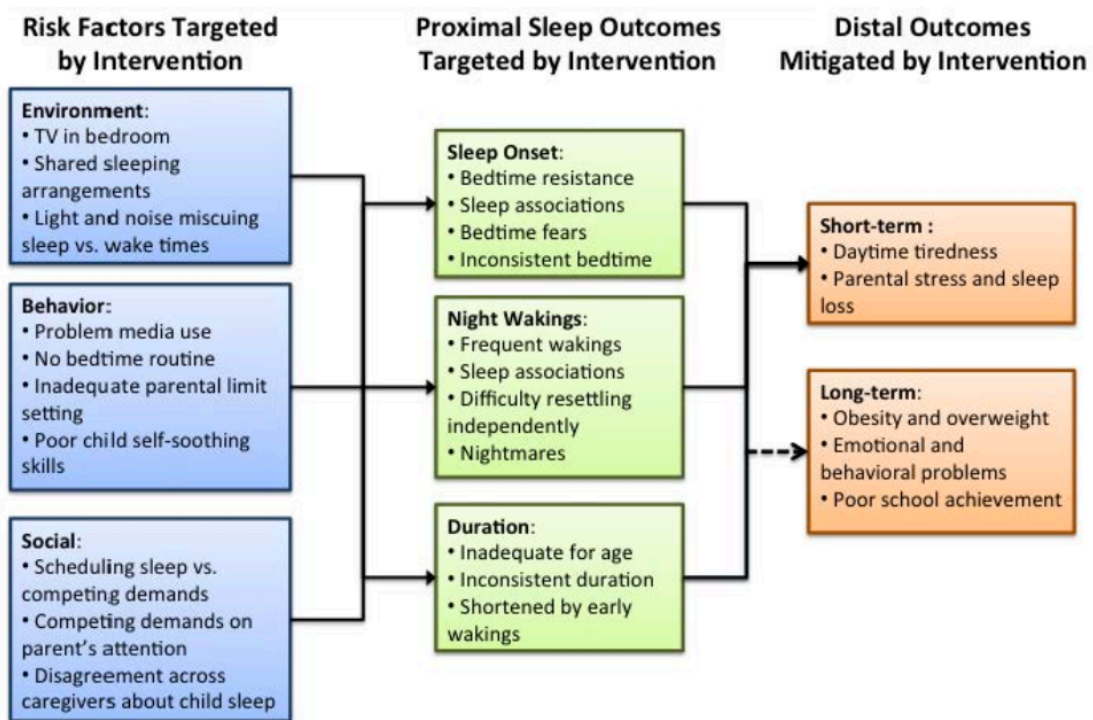 Risk Factors Targeted
by Intervention
Environment:
• TV in bedroom
• Shared sleeping
arrangements
• Light and noise miscuing
sleep vs. wake times
Behavior:
• Problem media use
• No bedtime routine
• Inadequate parental limit
setting
• Poor child self-soothing
skills
Social:
• Scheduling sleep vs.
competing demands
• Competing demands on
parent's attention
• Disagreement across
caregivers about child sleep
Proximal Sleep Outcomes
Targeted by Intervention
Sleep Onset:
• Bedtime resistance
• Sleep associations
• Bedtime fears
• Inconsistent bedtime
Night Wakings:
• Frequent wakings
• Sleep associations
• Difficulty resettling
independently
• Nightmares
Duration:
• Inadequate for age
• Inconsistent duration
• Shortened by early
wakings
Distal Outcomes
Mitigated by Intervention
Short-term :
• Daytime tiredness
• Parental stress and sleep
loss
Long-term:
• Obesity and overweight
• Emotional and
behavioral problems
• Poor school achievement